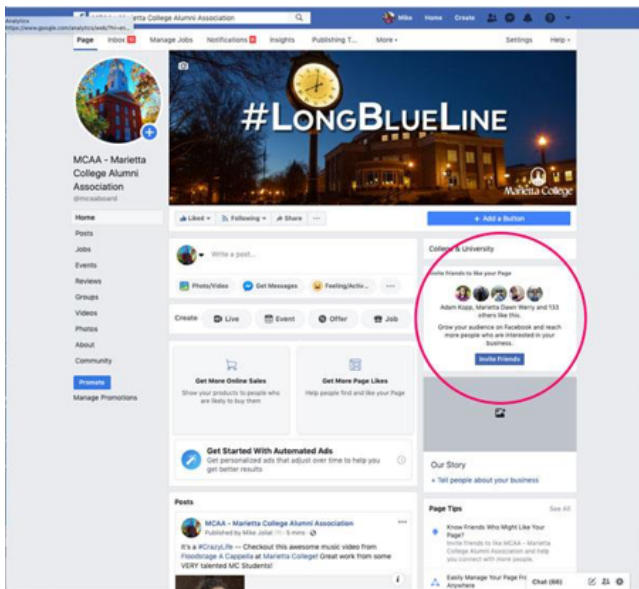 Analytics
MCAA - Marietta College Alumni Association
Mike Home Create
Page Inbox Manage Jobs Notifications Insights Publishing T... More Settings Help
#LONGBLUELINE
Marietta College
MCAA - Marietta
College Alumni
Association
@mcaaboard
Home
Posts
Jobs
Events
Reviews
Groups
Videos
Photos
About
Community
Promote
Manage Promotions
Liked Following Share ...
+ Add a Button
Write a post...
Photo/Video Get Messages Feeling/Activ... ...
Create Live Event Offer Job
Get More Online Sales
Show your products to people who
are likely to buy them
Get More Page Likes
Help people find and like your Page
Get Started With Automated Ads
Get personalized ads that adjust over time to help you
get better results
Posts
MCAA - Marietta College Alumni Association
Published by Mike Joliat · 5 mins ·
It's a #CrazyLife -- Checkout this awesome music video from
Floodstage A Cappella at Marietta College! Great work from some
VERY talented MC Students!
College & University
Invite friends to like your Page
Adam Kopp, Marietta Dawn Werry and 133
others like this.
Grow your audience on Facebook and reach
more people who are interested in your
business.
Invite Friends
Our Story
+ Tell people about your business
Page Tips See All
Know Friends Who Might Like Your
Page?
Invite friends to like MCAA - Marietta
College Alumni Association and help
you connect with more people.
Easily Manage Your Page
Anywhere
Chat (66)